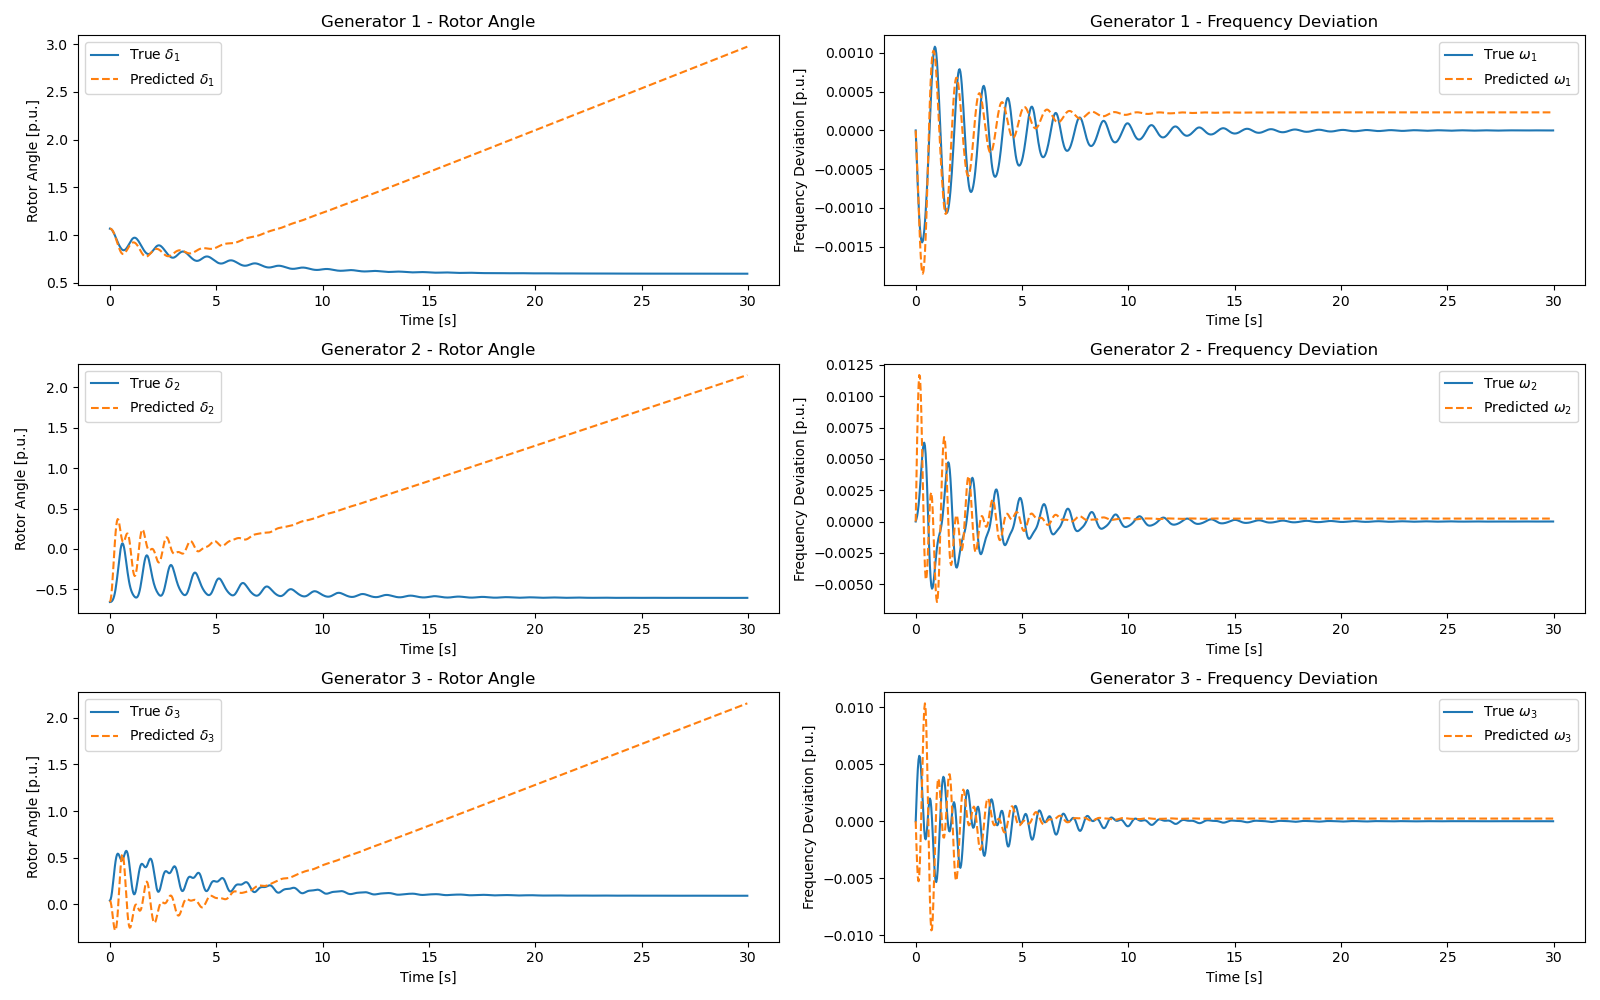 Generator 1 - Rotor Angle
True δ₁
Predicted δ₁
Rotor Angle [p.u.]
3.0
2.5
2.0
1.5
1.0
0.5
0 5 10 15 20 25 30
Time [s]
Generator 1 - Frequency Deviation
True ω₁
Predicted ω₁
Frequency Deviation [p.u.]
0.0010
0.0005
0.0000
−0.0005
−0.0010
−0.0015
0 5 10 15 20 25 30
Time [s]
Generator 2 - Rotor Angle
True δ₂
Predicted δ₂
Rotor Angle [p.u.]
2.0
1.5
1.0
0.5
0.0
−0.5
0 5 10 15 20 25 30
Time [s]
Generator 2 - Frequency Deviation
True ω₂
Predicted ω₂
Frequency Deviation [p.u.]
0.0125
0.0100
0.0075
0.0050
0.0025
0.0000
−0.0025
−0.0050
0 5 10 15 20 25 30
Time [s]
Generator 3 - Rotor Angle
True δ₃
Predicted δ₃
Rotor Angle [p.u.]
2.0
1.5
1.0
0.5
0.0
0 5 10 15 20 25 30
Time [s]
Generator 3 - Frequency Deviation
True ω₃
Predicted ω₃
Frequency Deviation [p.u.]
0.010
0.005
0.000
−0.005
−0.010
0 5 10 15 20 25 30
Time [s]